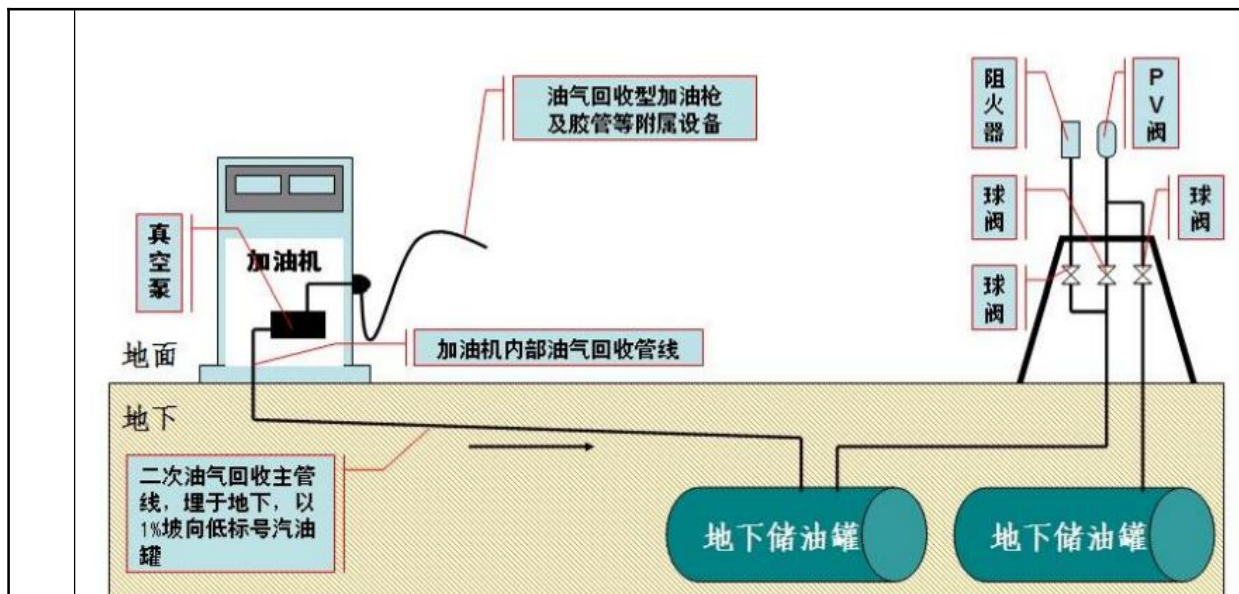 油气回收型加油枪
及胶管等附属设备
阻火器
PV阀
真空泵
加油机
球阀
球阀
球阀
加油机内部油气回收管线
地面
地下
二次油气回收主管
线，埋于地下，以
1%坡向低标号汽油
罐
地下储油罐
地下储油罐